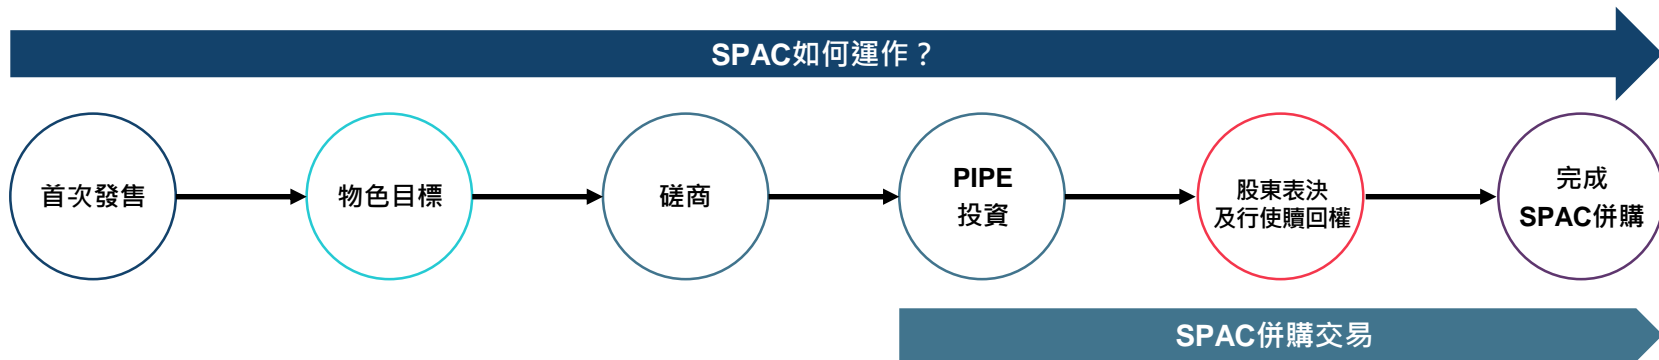 SPAC如何運作？
首次發售
物色目標
磋商
PIPE
投資
股東表決
及行使贖回權
完成
SPAC併購
SPAC併購交易